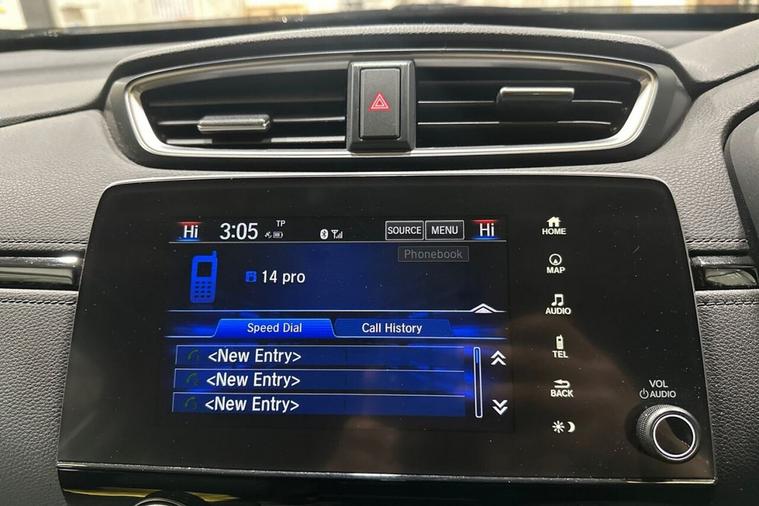 Hi 3:05 TP SOURCE MENU Hi
Phonebook
14 pro
Speed Dial Call History
<New Entry>
<New Entry>
<New Entry>
HOME
MAP
AUDIO
TEL
BACK
VOL
AUDIO